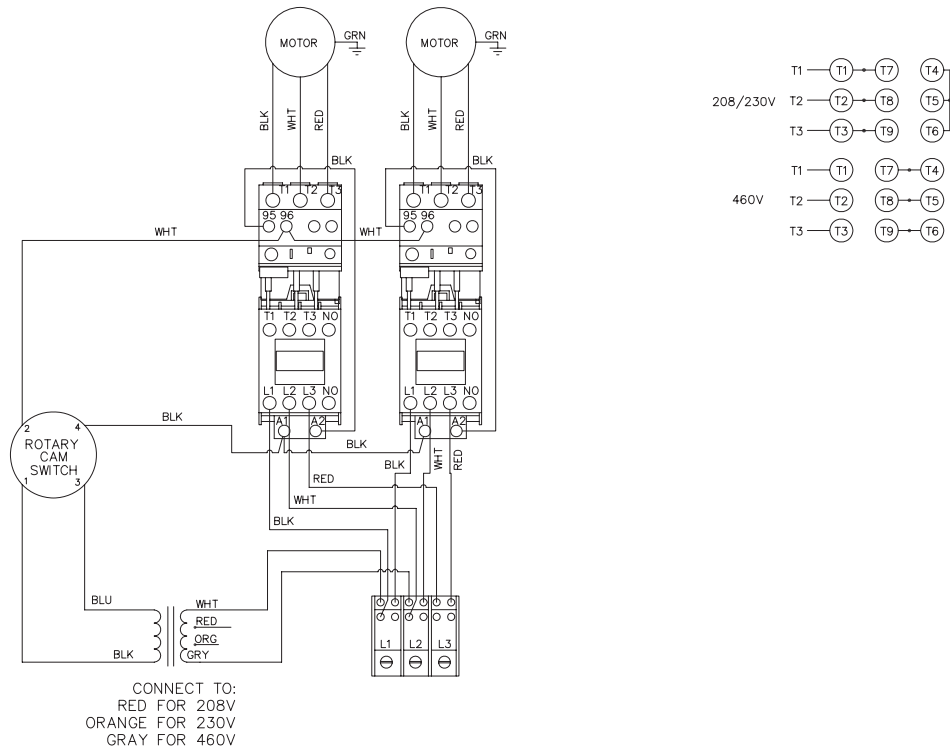 MOTOR
GRN
MOTOR
GRN
BLK
WHT
RED
BLK
WHT
RED
BLK
BLK
T1 T2 T3
T1 T2 T3
95 96
95 96
WHT
WHT
T1 T2 T3 NO
T1 T2 T3 NO
L1 L2 L3 NO
L1 L2 L3 NO
A1 A2
A1 A2
BLK
BLK
2 4
ROTARY
CAM
SWITCH
1 3
BLK
WHT
RED
RED
WHT
BLK
BLU
BLK
WHT
RED
ORG
GRY
L1 L2 L3
CONNECT TO:
RED FOR 208V
ORANGE FOR 230V
GRAY FOR 460V
208/230V
T1 T1 T7 T4
T2 T2 T8 T5
T3 T3 T9 T6
460V
T1 T1 T7 T4
T2 T2 T8 T5
T3 T3 T9 T6